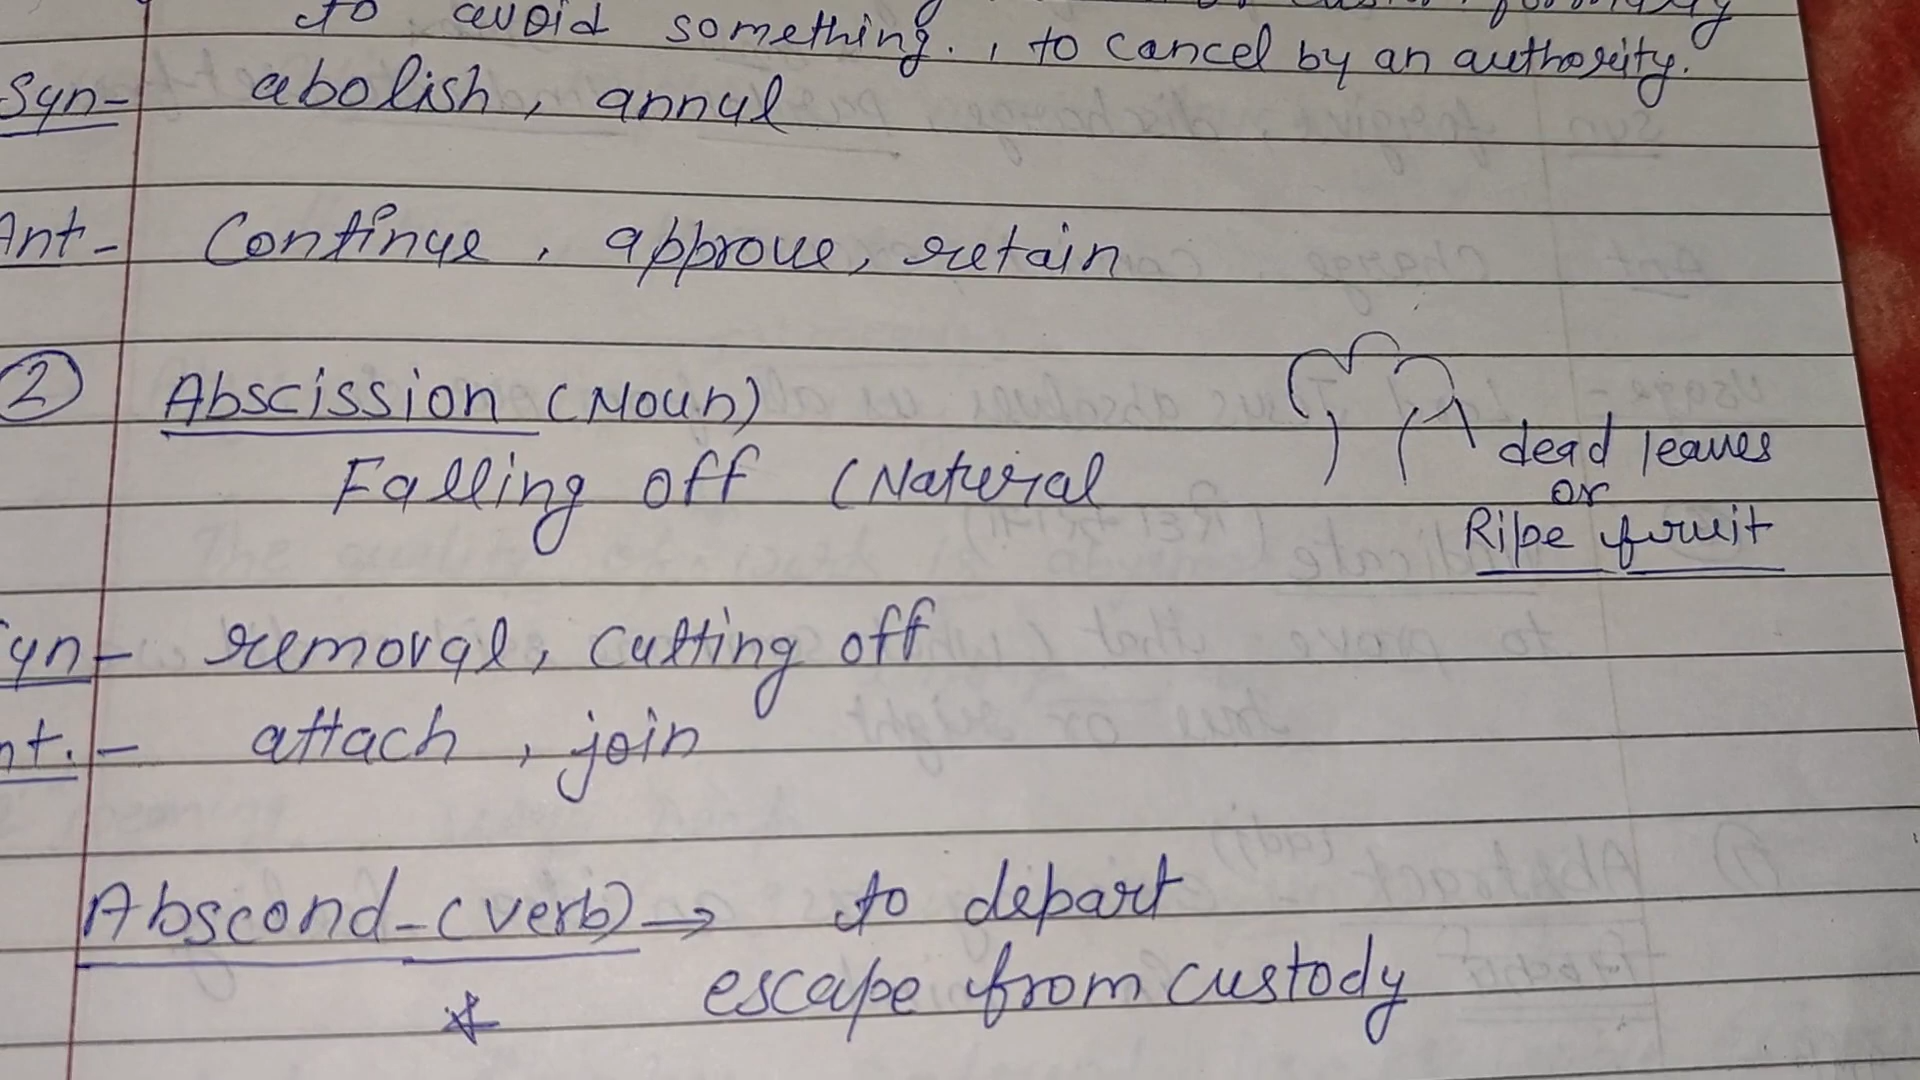 to avoid something., to cancel by an authority.
Syn- abolish, annul
Ant- Continue, approve, retain
2 Abscission (Noun)
Falling off (Natural
dead leaves
or
Ripe fruit
yn- removal, cutting off
nt.- attach, join
Abscond-(verb)→ to depart
escape from custody